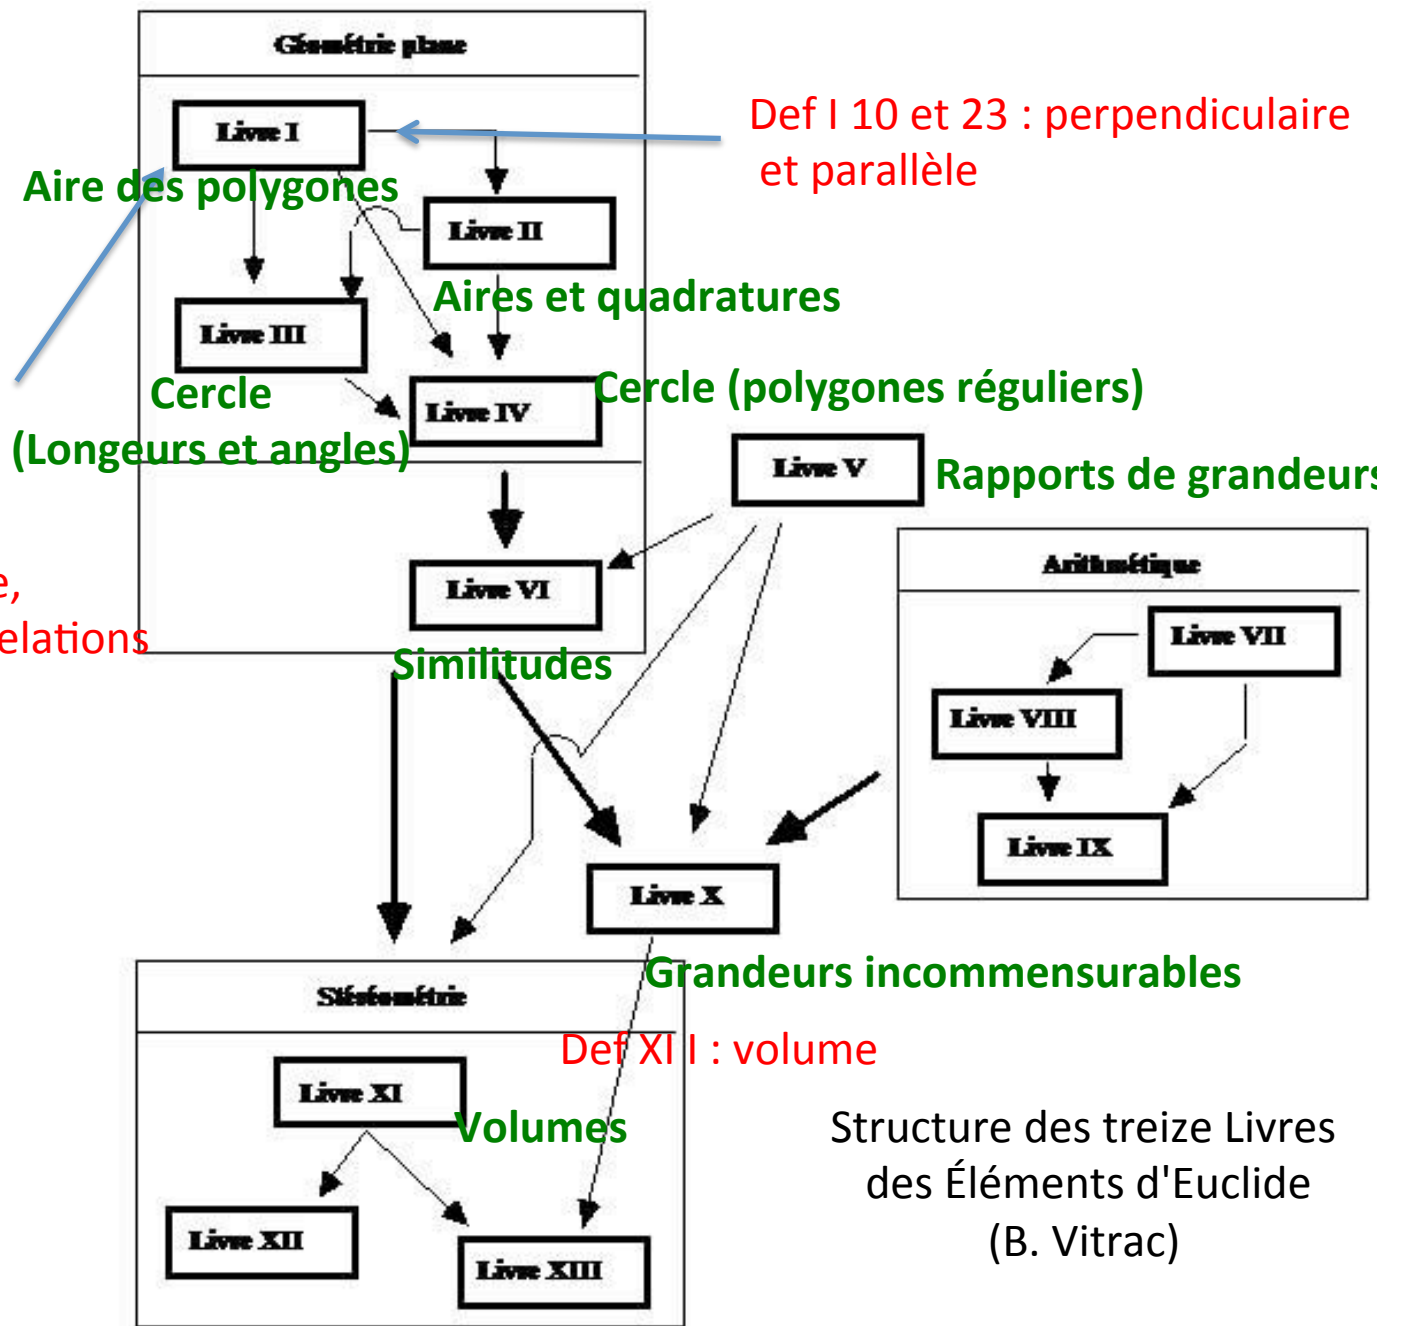 Géométrie plane
Livre I
Def I 10 et 23 : perpendiculaire
et parallèle
Aire des polygones
Livre II
Aires et quadratures
Livre III
Cercle
(Longeurs et angles)
Livre IV
Cercle (polygones réguliers)
Livre V
Rapports de grandeurs
Arithmétique
e,
elations
Livre VI
Similitudes
Livre VII
Livre VIII
Livre IX
Livre X
Grandeurs incommensurables
Stéréométrie
Def XI I : volume
Livre XI
Volumes
Livre XII
Livre XIII
Structure des treize Livres
des Éléments d'Euclide
(B. Vitrac)